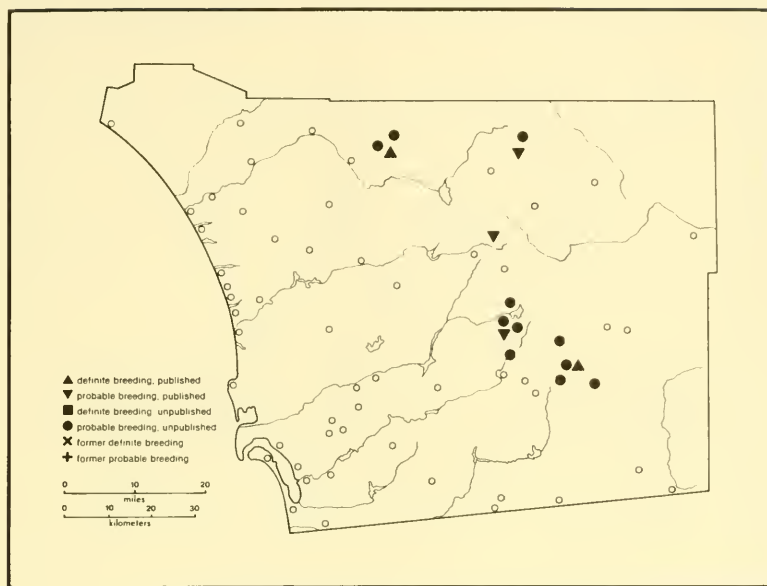 definite breeding, published
probable breeding, published
definite breeding, unpublished
probable breeding, unpublished
former definite breeding
former probable breeding
0 10 20
miles
0 10 20 30
kilometers